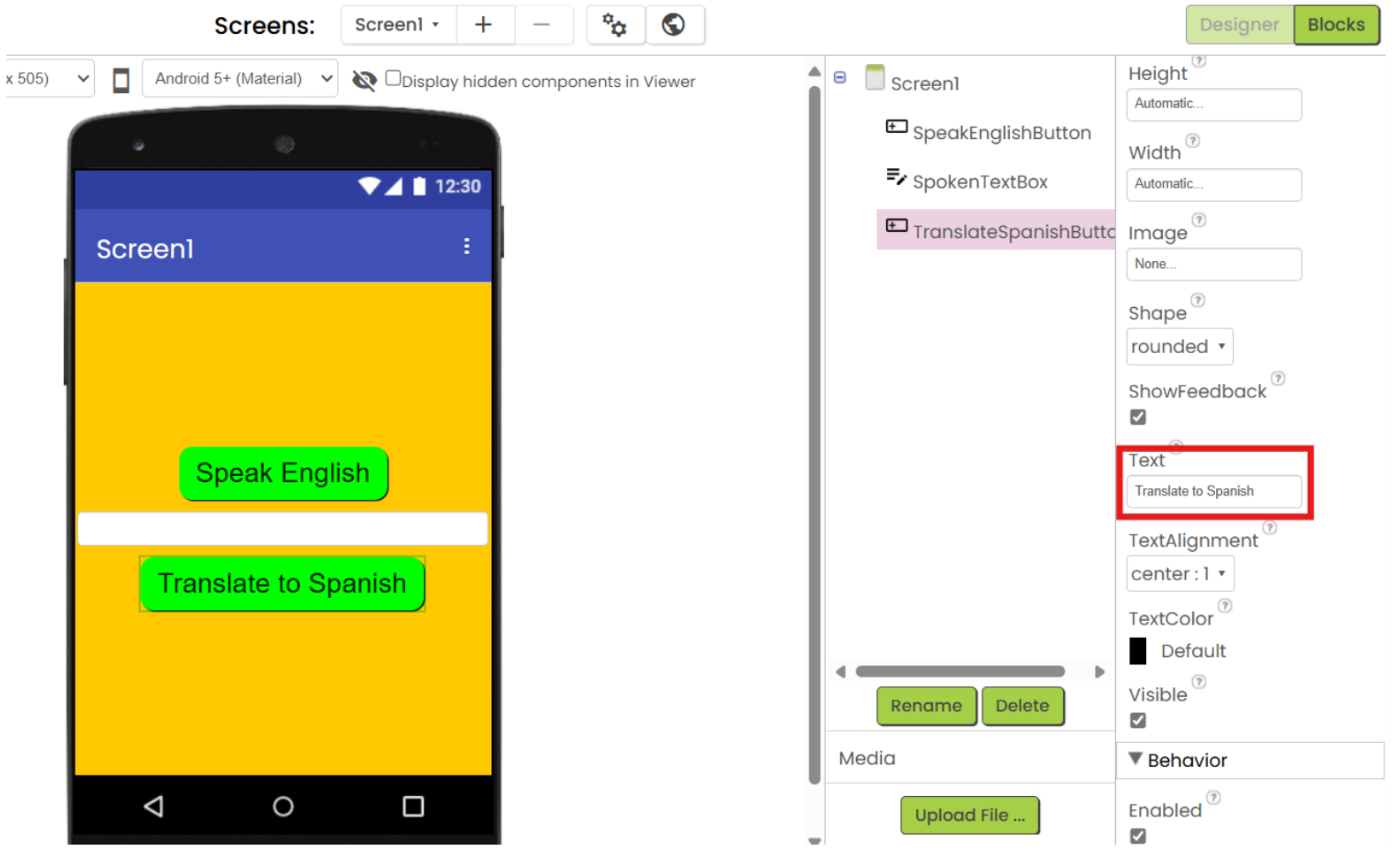 Screens:
Screen1
Designer
Blocks
x 505)
Android 5+ (Material)
Display hidden components in Viewer
12:30
Screen1
Speak English
Translate to Spanish
Screen1
SpeakEnglishButton
SpokenTextBox
TranslateSpanishButto
Rename
Delete
Media
Upload File ...
Height
Automatic...
Width
Automatic...
Image
None...
Shape
rounded
ShowFeedback
Text
Translate to Spanish
TextAlignment
center : 1
TextColor
Default
Visible
Behavior
Enabled